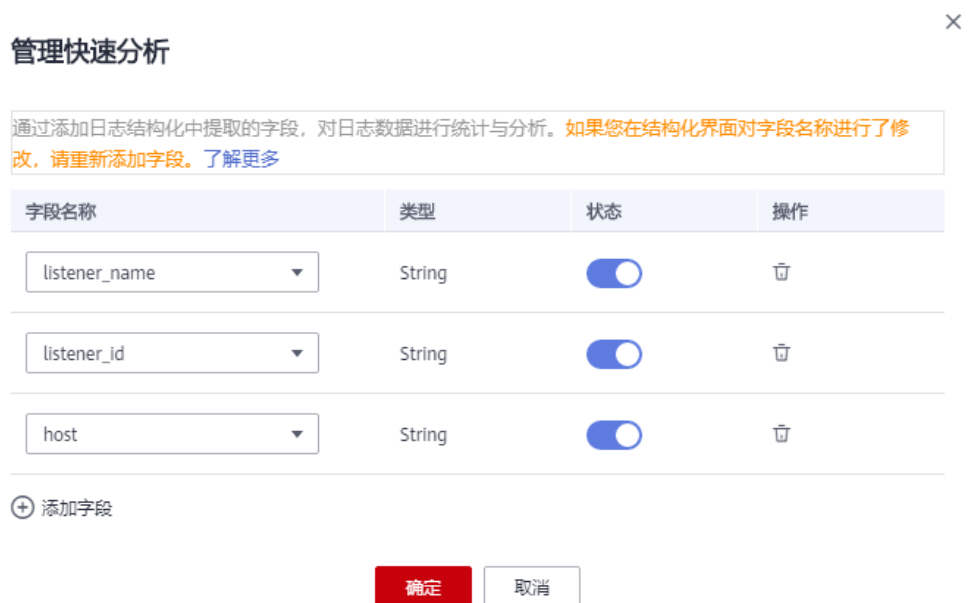 管理快速分析
通过添加日志结构化中提取的字段，对日志数据进行统计与分析。如果您在结构化界面对字段名称进行了修
改，请重新添加字段。了解更多
字段名称 类型 状态 操作
listener_name String
listener_id String
host String
添加字段
确定 取消